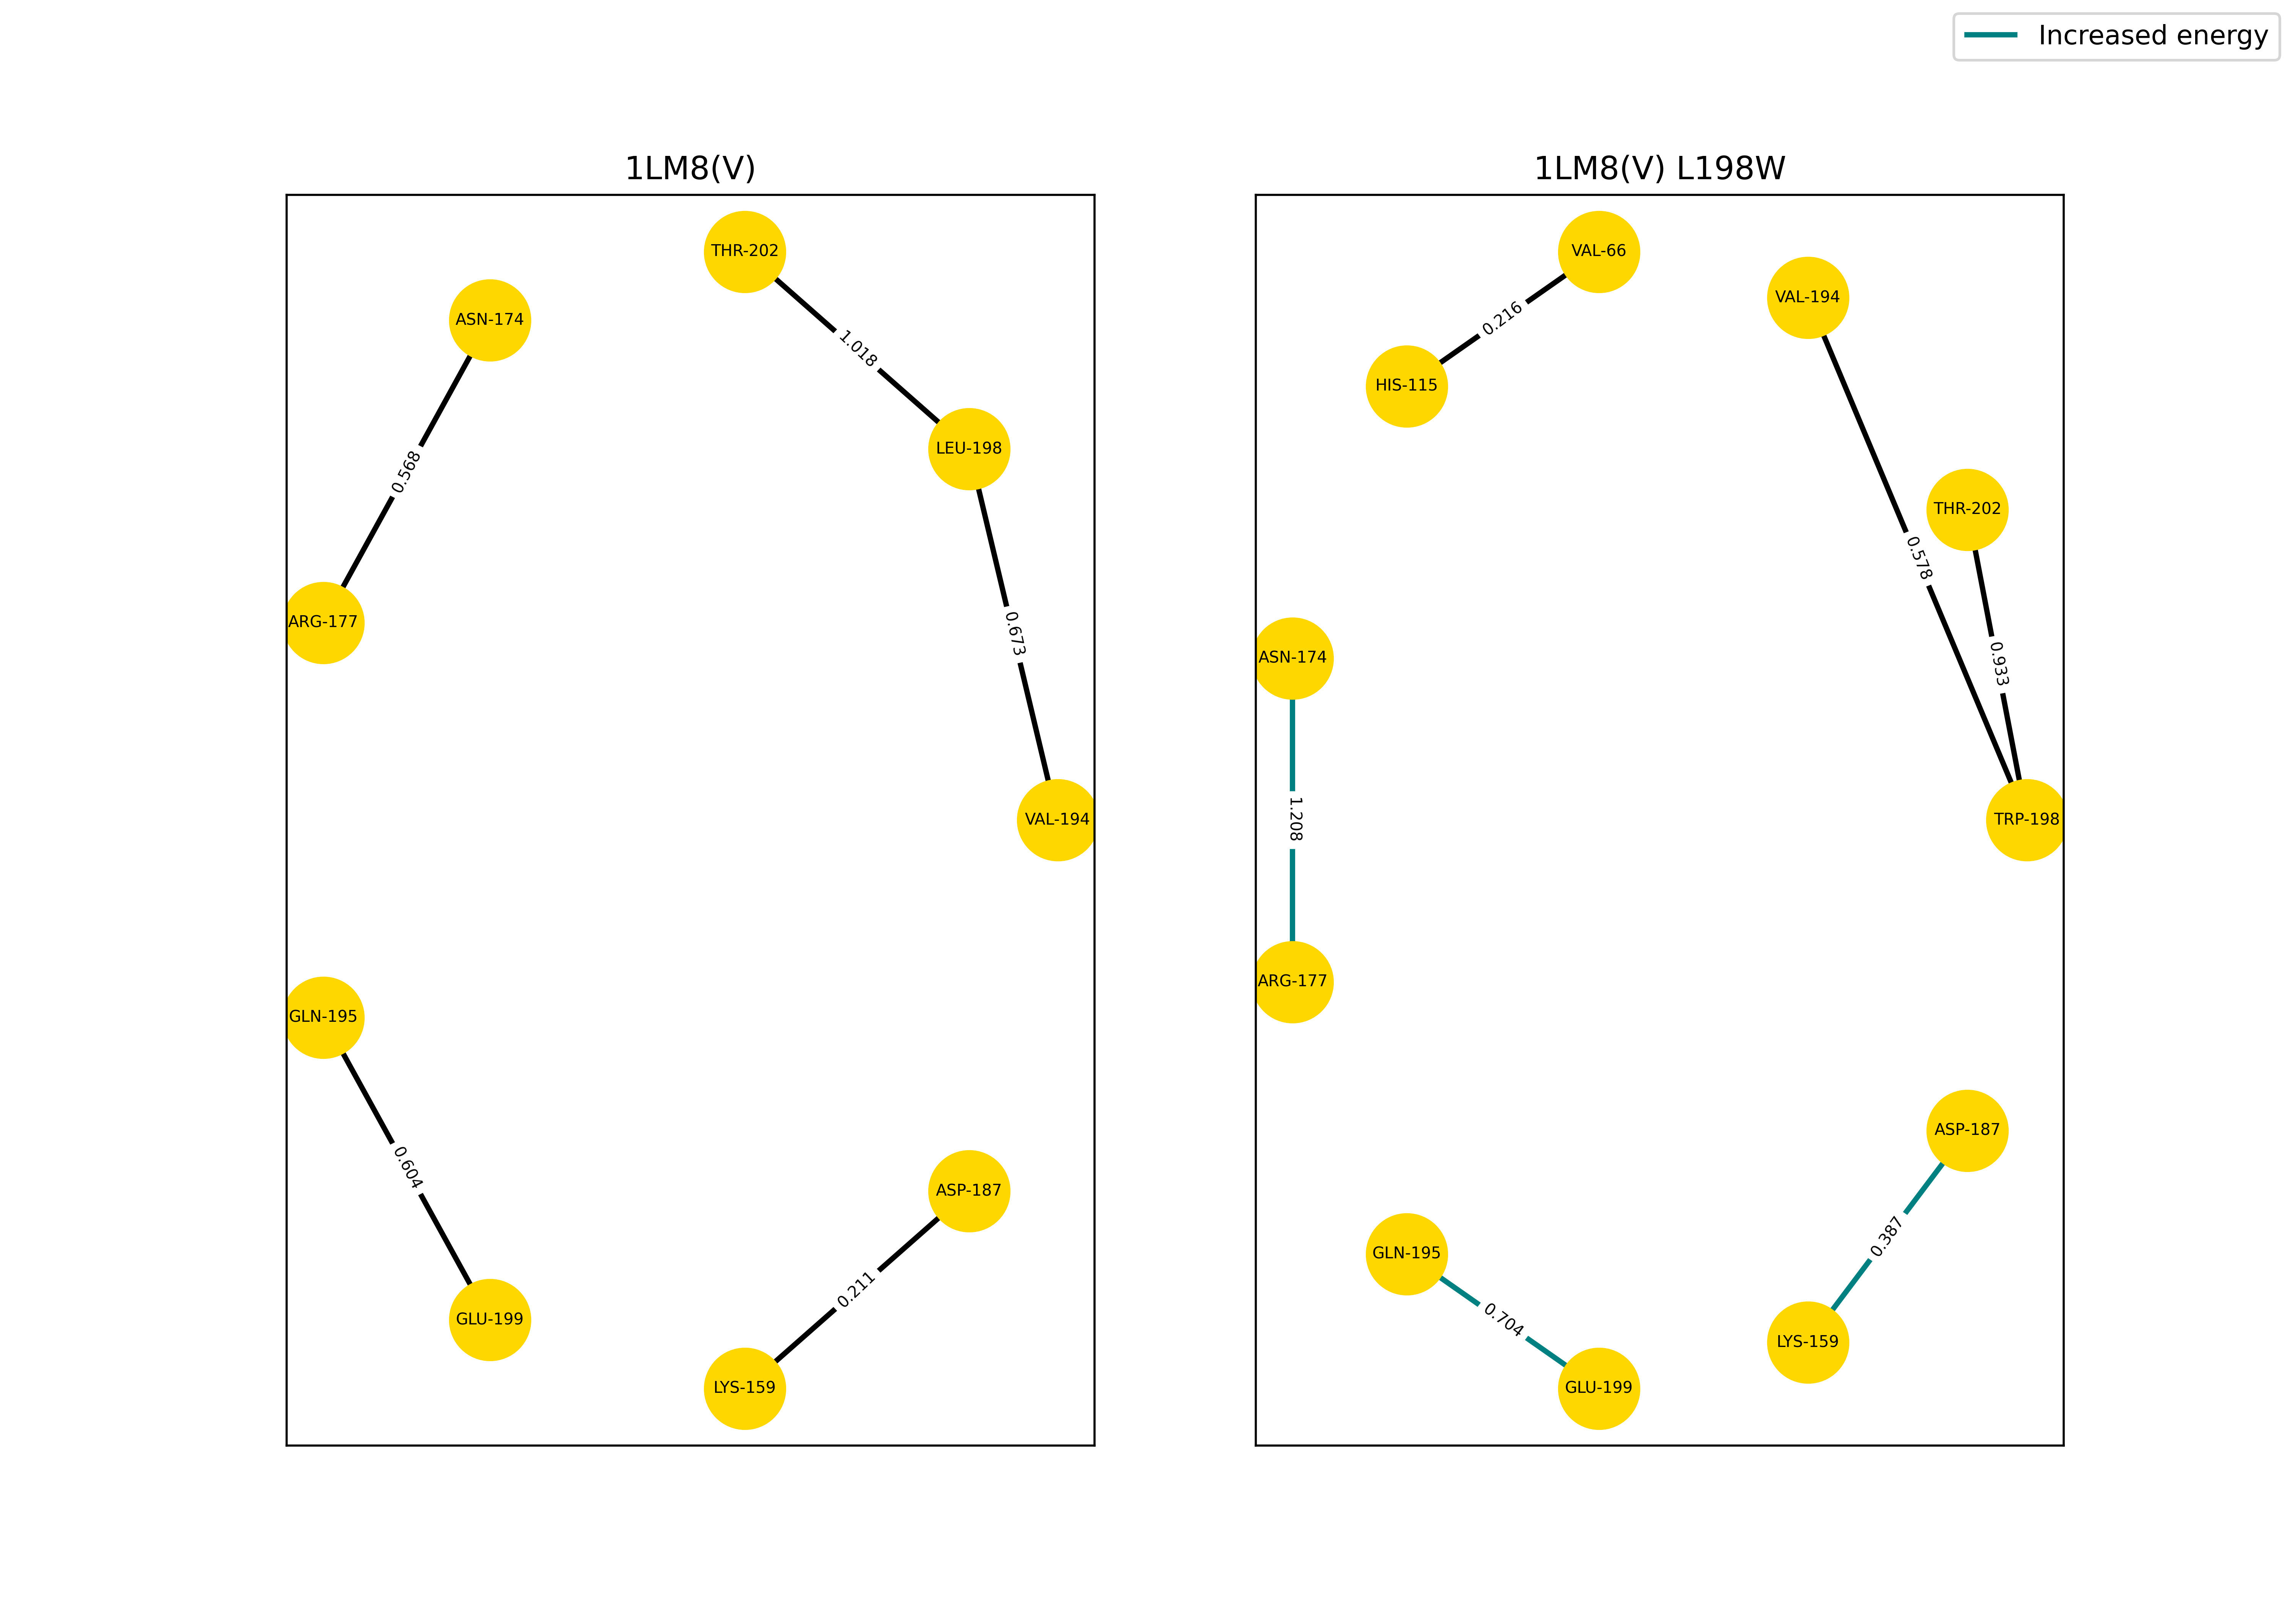 Increased energy
1LM8(V)
THR-202
ASN-174
1.018
LEU-198
0.568
ARG-177
0.673
VAL-194
GLN-195
0.604
ASP-187
0.211
GLU-199
LYS-159
1LM8(V) L198W
VAL-66
VAL-194
0.216
HIS-115
THR-202
0.578
ASN-174
0.933
1.208
TRP-198
ARG-177
ASP-187
0.387
GLN-195
0.704
LYS-159
GLU-199